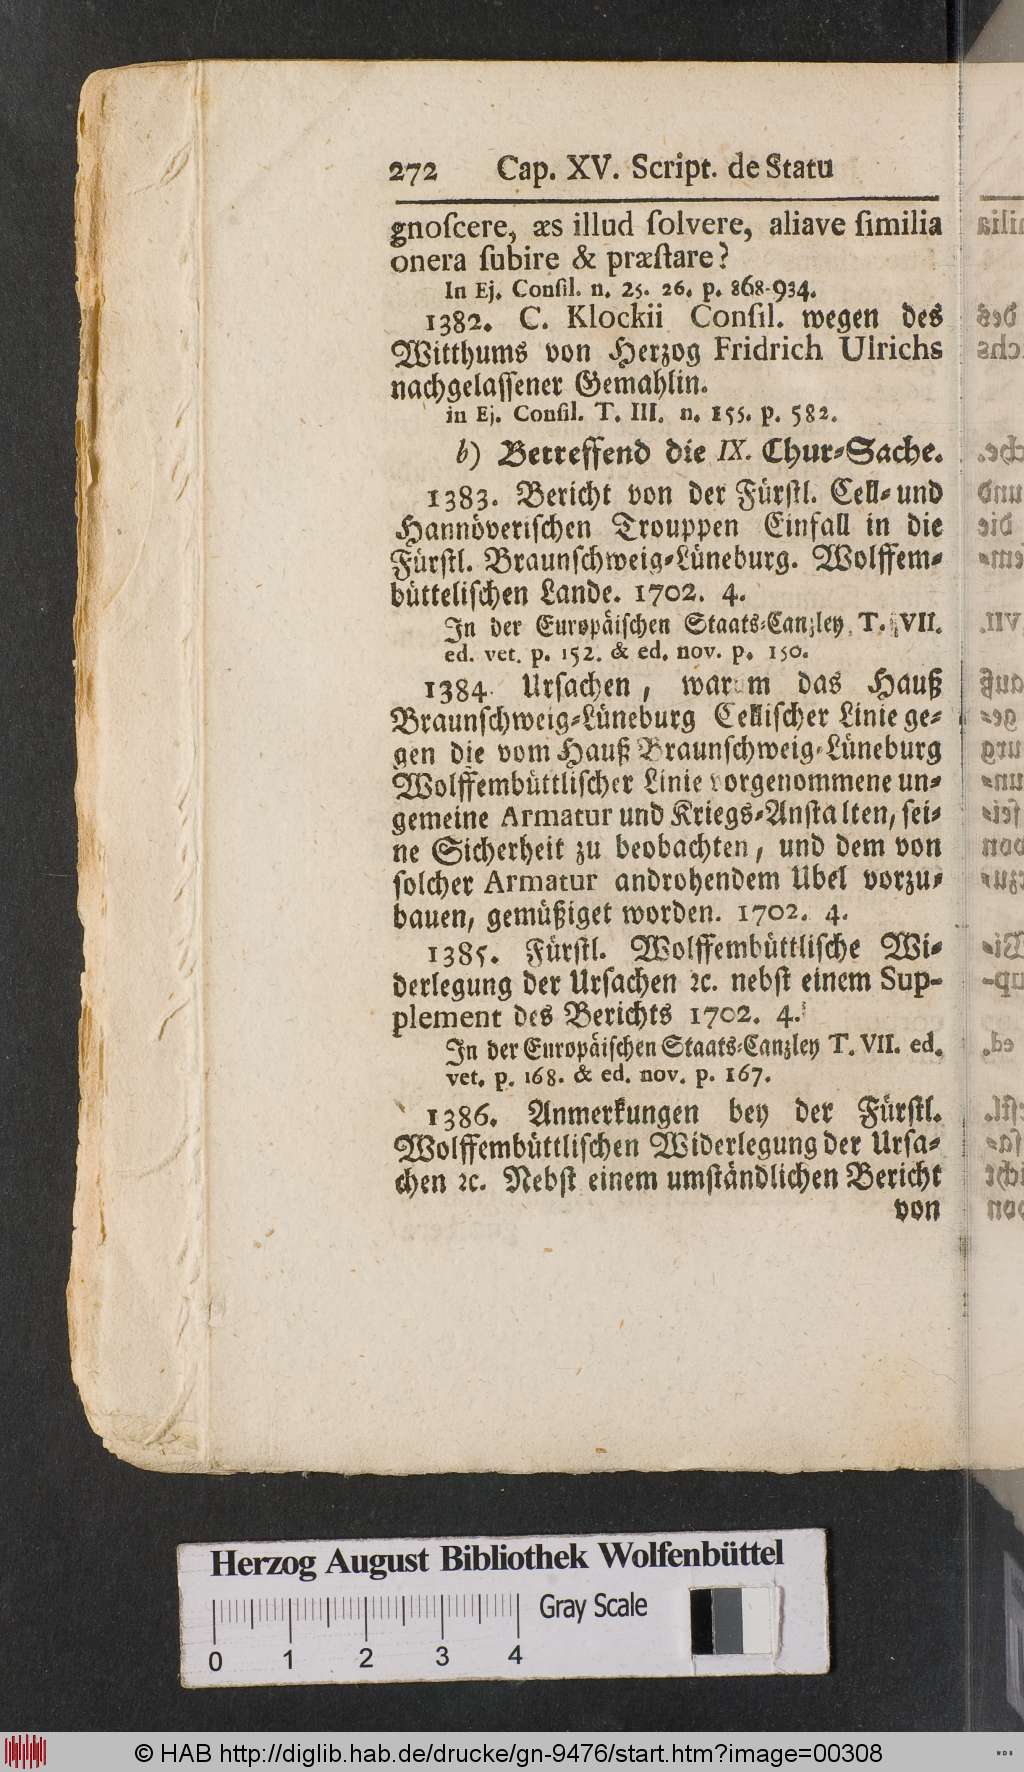 272 Cap. XV. Script. de Statu
gnoſcere, æs illud ſolvere, aliave ſimilia
onera ſubire & præſtare?
In Ej. Conſil. n. 25. 26. p. 868-934.
1382. C. Klockii Conſil. wegen des
Witthums von Herzog Fridrich Ulrichs
nachgelaſſener Gemahlin.
in Ej. Conſil. T. III. n. 155. p. 582.
b) Betreffend die IX. Chur-Sache.
1383. Bericht von der Fürſtl. Cell- und
Hannöveriſchen Trouppen Einfall in die
Fürſtl. Braunſchweig-Lüneburg. Wolffem-
bütteliſchen Lande. 1702. 4.
In der Europäiſchen Staats-Canzley T. VII.
ed. vet. p. 152. & ed. nov. p. 150.
1384. Urſachen, warum das Hauß
Braunſchweig-Lüneburg Celliſcher Linie ge-
gen die vom Hauß Braunſchweig-Lüneburg
Wolffembüttliſcher Linie vorgenommene un-
gemeine Armatur und Kriegs-Anſtalten, ſei-
ne Sicherheit zu beobachten, und dem von
ſolcher Armatur androhendem Ubel vorzu-
bauen, gemüßiget worden. 1702. 4.
1385. Fürſtl. Wolffembüttliſche Wi-
derlegung der Urſachen ꝛc. nebſt einem Sup-
plement des Berichts 1702. 4.
In der Europäiſchen Staats-Canzley T. VII. ed.
vet. p. 168. & ed. nov. p. 167.
1386. Anmerkungen bey der Fürſtl.
Wolffembüttliſchen Widerlegung der Urſa-
chen ꝛc. Nebſt einem umſtändlichen Bericht
von
Herzog August Bibliothek Wolfenbüttel
Gray Scale
0 1 2 3 4
© HAB http://diglib.hab.de/drucke/gn-9476/start.htm?image=00308